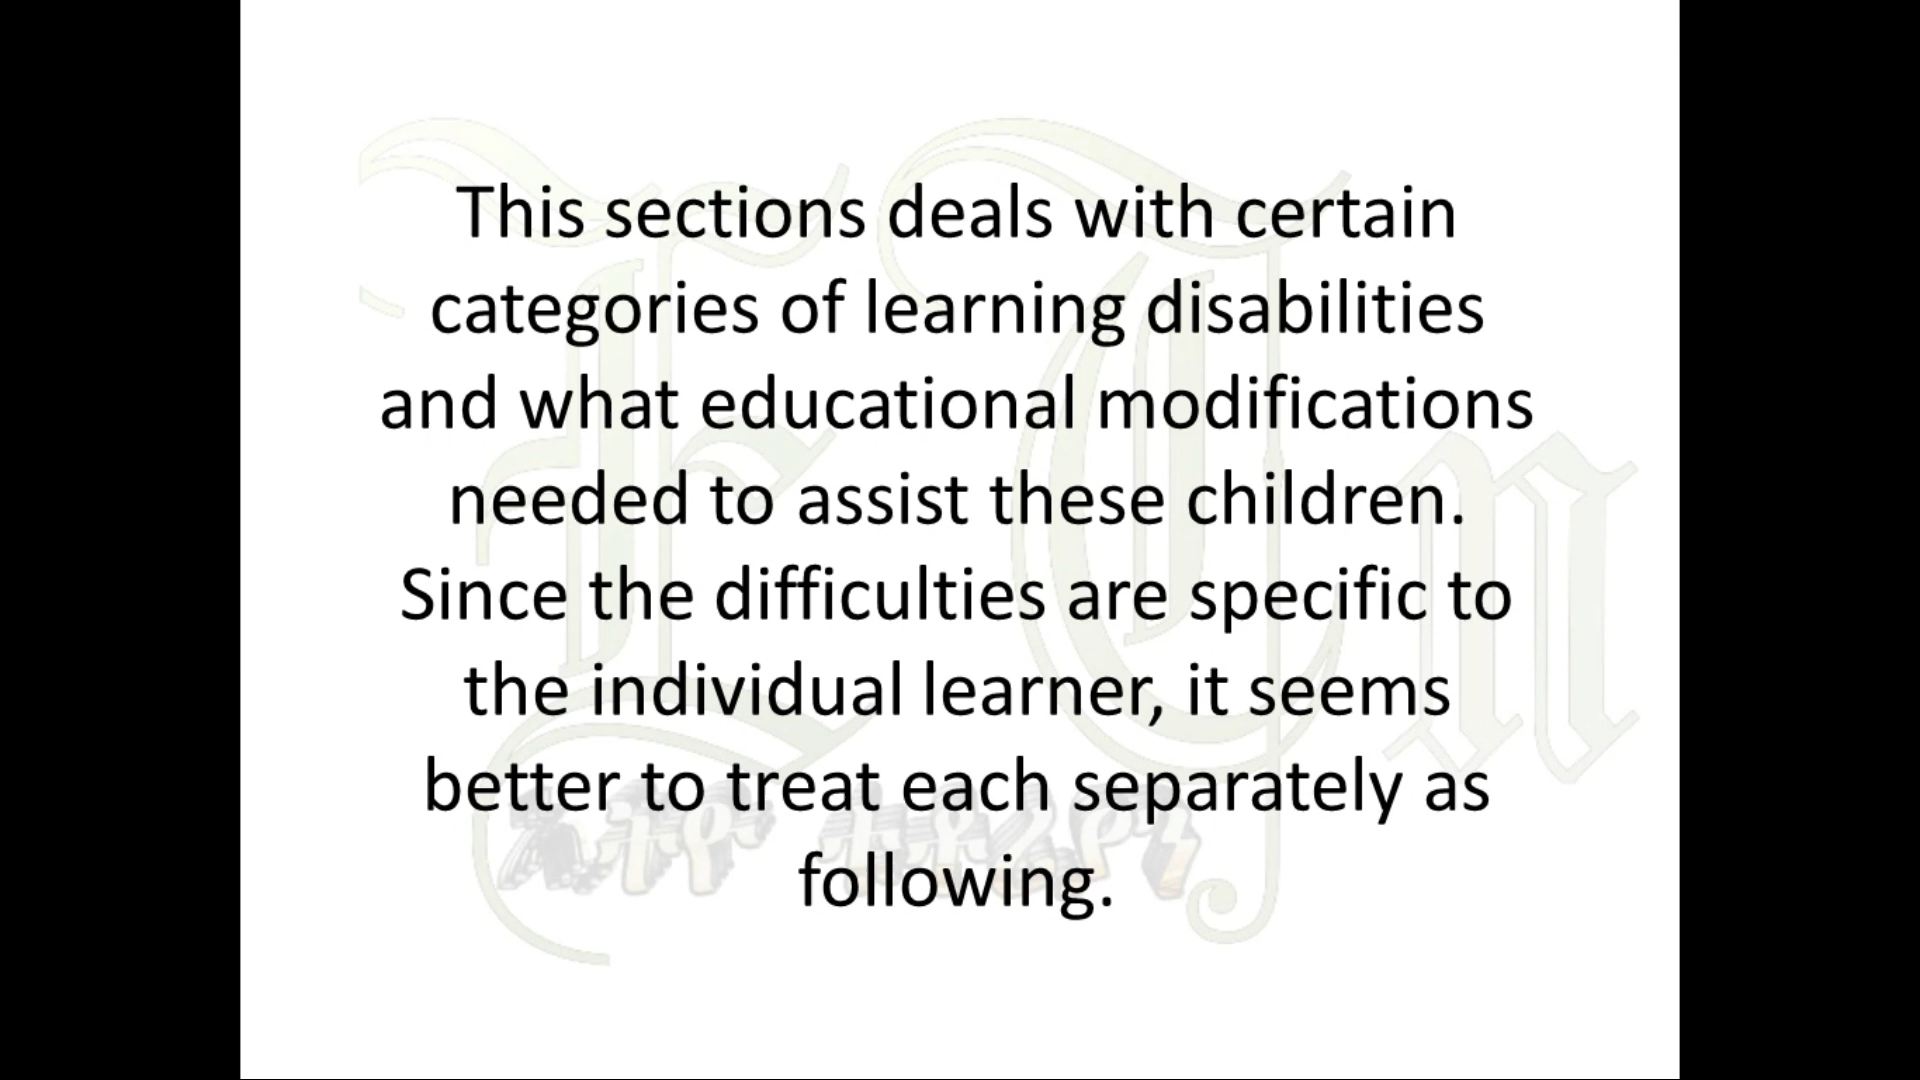 This sections deals with certain
categories of learning disabilities
and what educational modifications
needed to assist these children.
Since the difficulties are specific to
the individual learner, it seems
better to treat each separately as
following.